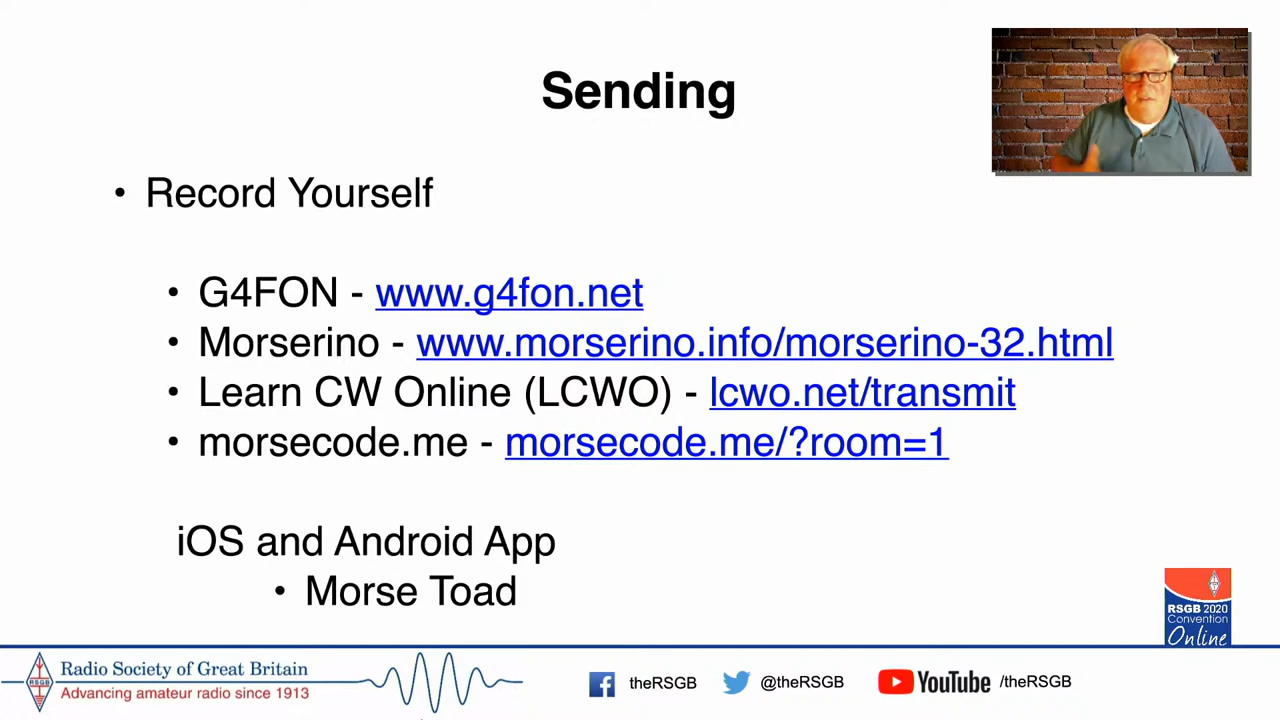 Sending
• Record Yourself
• G4FON - www.g4fon.net
• Morserino - www.morserino.info/morserino-32.html
• Learn CW Online (LCWO) - lcwo.net/transmit
• morsecode.me - morsecode.me/?room=1
iOS and Android App
• Morse Toad
RSGB 2020
Convention
Online
RSGB
Radio Society of Great Britain
Advancing amateur radio since 1913
theRSGB
@theRSGB
YouTube /theRSGB